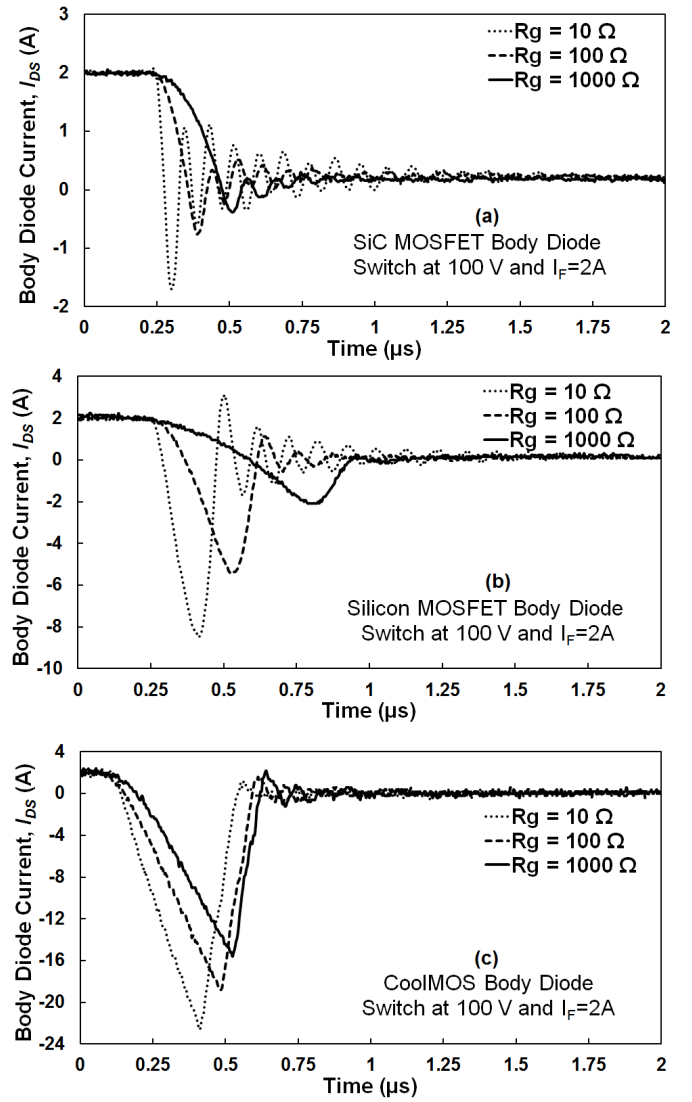 3
2
1
0
-1
-2
Body Diode Current, IDS (A)
Rg = 10 Ω
Rg = 100 Ω
Rg = 1000 Ω
(a)
SiC MOSFET Body Diode
Switch at 100 V and IF=2A
0 0.25 0.5 0.75 1 1.25 1.5 1.75 2
Time (µs)
4
2
0
-2
-4
-6
-8
-10
Body Diode Current, IDS (A)
Rg = 10 Ω
Rg = 100 Ω
Rg = 1000 Ω
(b)
Silicon MOSFET Body Diode
Switch at 100 V and IF=2A
0 0.25 0.5 0.75 1 1.25 1.5 1.75 2
Time (µs)
4
0
-4
-8
-12
-16
-20
-24
Body Diode Current, IDS (A)
Rg = 10 Ω
Rg = 100 Ω
Rg = 1000 Ω
(c)
CoolMOS Body Diode
Switch at 100 V and IF=2A
0 0.25 0.5 0.75 1 1.25 1.5 1.75 2
Time (µs)